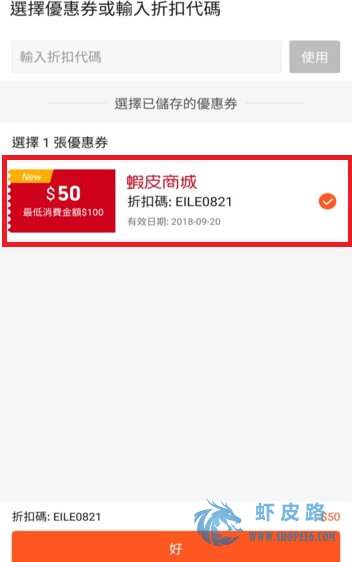 選擇優惠券或輸入折扣代碼
輸入折扣代碼
使用
選擇已儲存的優惠券
選擇 1 張優惠券
New
$50
最低消費金額$100
蝦皮商城
折扣碼: EILE0821
有效日期: 2018-09-20
折扣碼: EILE0821
$50
虾皮路
WWW.SHOPEE6.COM
好